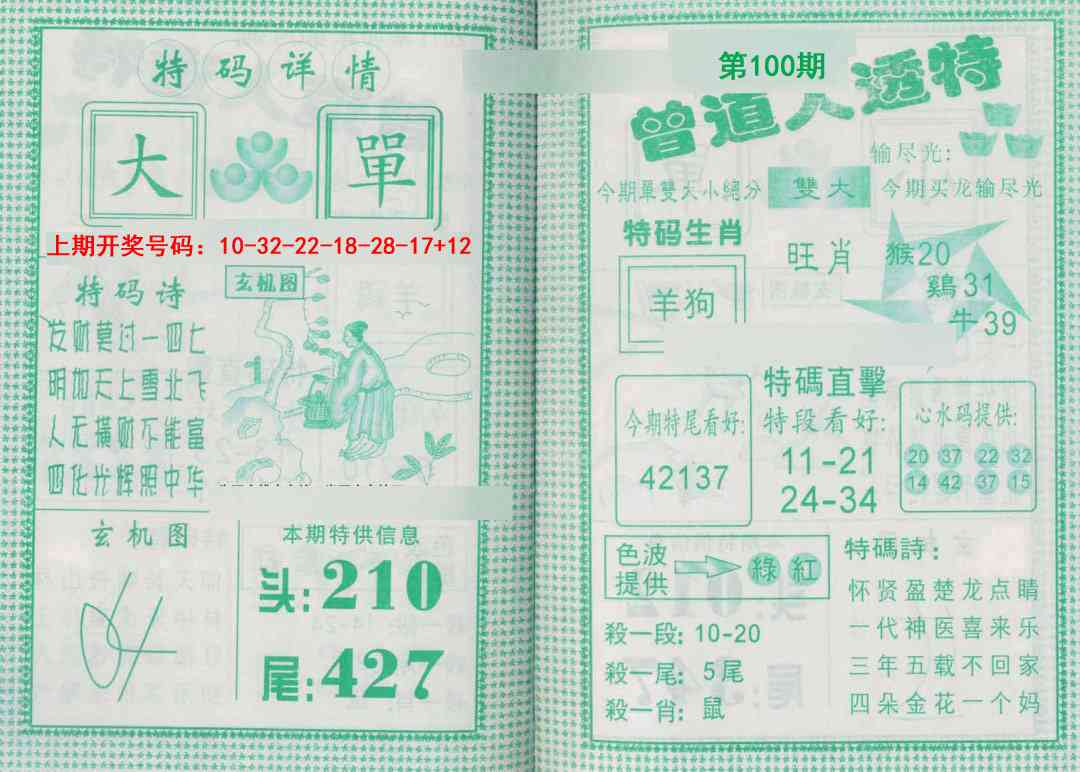 特码详情
大 單
上期开奖号码：10-32-22-18-28-17+12
特码诗
发财莫过一四七
明如天上雪北飞
人无横财不能富
四化光辉照中华
玄机图
1
玄机图
本期特供信息
头:210
尾:427
第100期
曾道人透特
输尽光:
今期單雙大小總分 雙大 今期买龙输尽光
特码生肖
羊狗
旺肖
猴20
鷄31
牛39
今期特尾看好:
42137
特碼直擊
特段看好:
11-21
24-34
心水码提供:
20 37 22 32
14 42 37 15
色波提供
綠 紅
殺一段: 10-20
殺一尾: 5尾
殺一肖: 鼠
特碼詩:
怀贤盈楚龙点睛
一代神医喜来乐
三年五载不回家
四朵金花一个妈